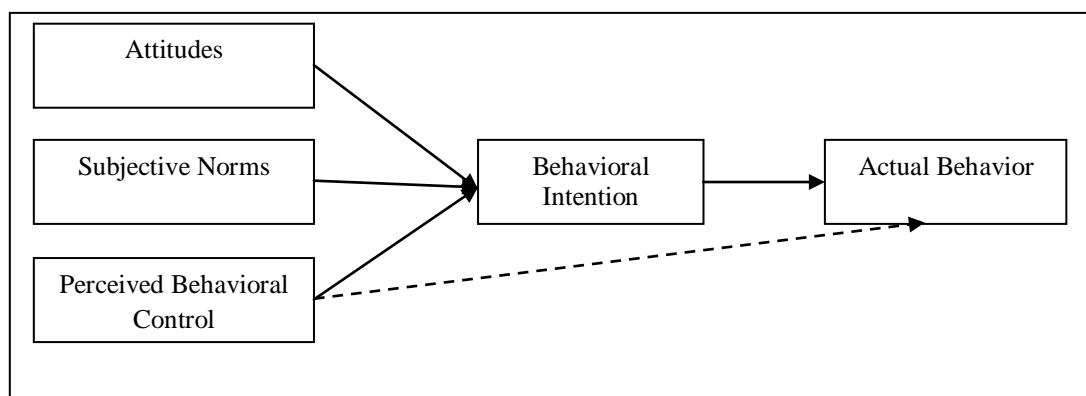 Attitudes
Subjective Norms
Behavioral
Intention
Actual Behavior
Perceived Behavioral
Control